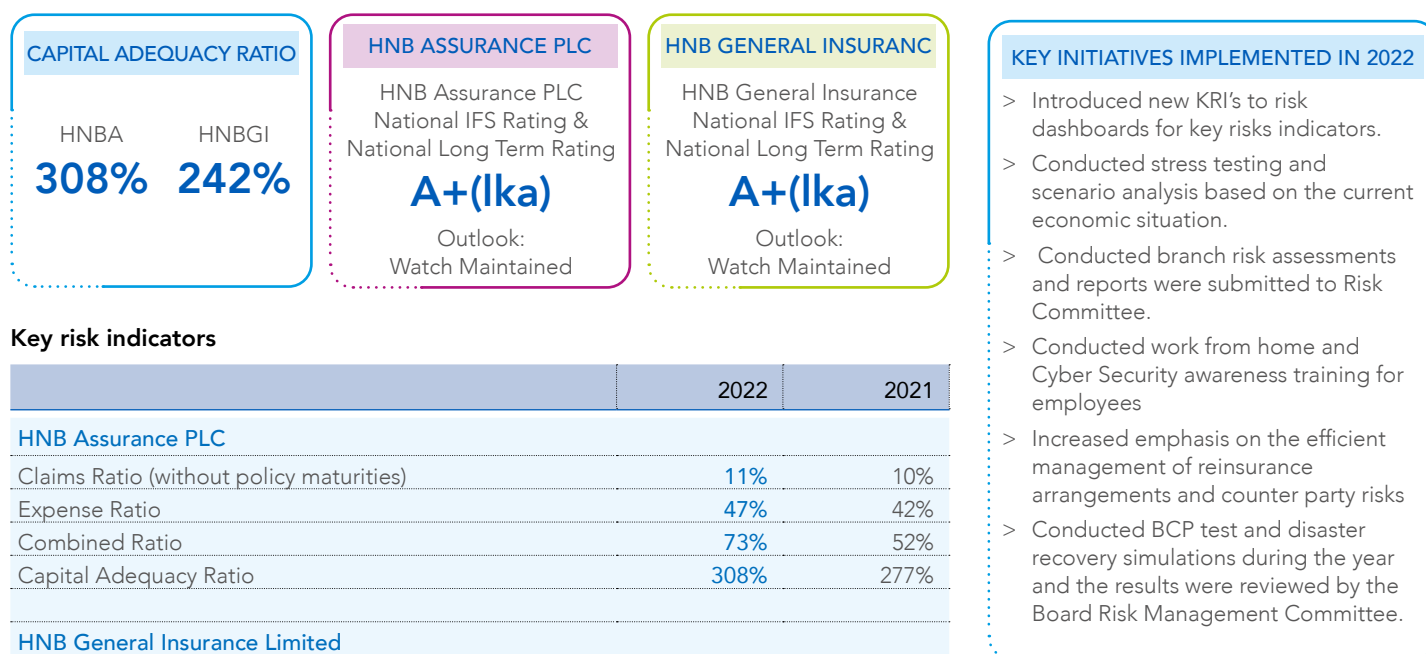 CAPITAL ADEQUACY RATIO
HNBA HNBGI
308% 242%
HNB ASSURANCE PLC
HNB Assurance PLC
National IFS Rating &
National Long Term Rating
A+(lka)
Outlook:
Watch Maintained
HNB GENERAL INSURANC
HNB General Insurance
National IFS Rating &
National Long Term Rating
A+(lka)
Outlook:
Watch Maintained
Key risk indicators
2022 2021
HNB Assurance PLC
Claims Ratio (without policy maturities) 11% 10%
Expense Ratio 47% 42%
Combined Ratio 73% 52%
Capital Adequacy Ratio 308% 277%
HNB General Insurance Limited
KEY INITIATIVES IMPLEMENTED IN 2022
> Introduced new KRI's to risk
dashboards for key risks indicators.
> Conducted stress testing and
scenario analysis based on the current
economic situation.
> Conducted branch risk assessments
and reports were submitted to Risk
Committee.
> Conducted work from home and
Cyber Security awareness training for
employees
> Increased emphasis on the efficient
management of reinsurance
arrangements and counter party risks
> Conducted BCP test and disaster
recovery simulations during the year
and the results were reviewed by the
Board Risk Management Committee.